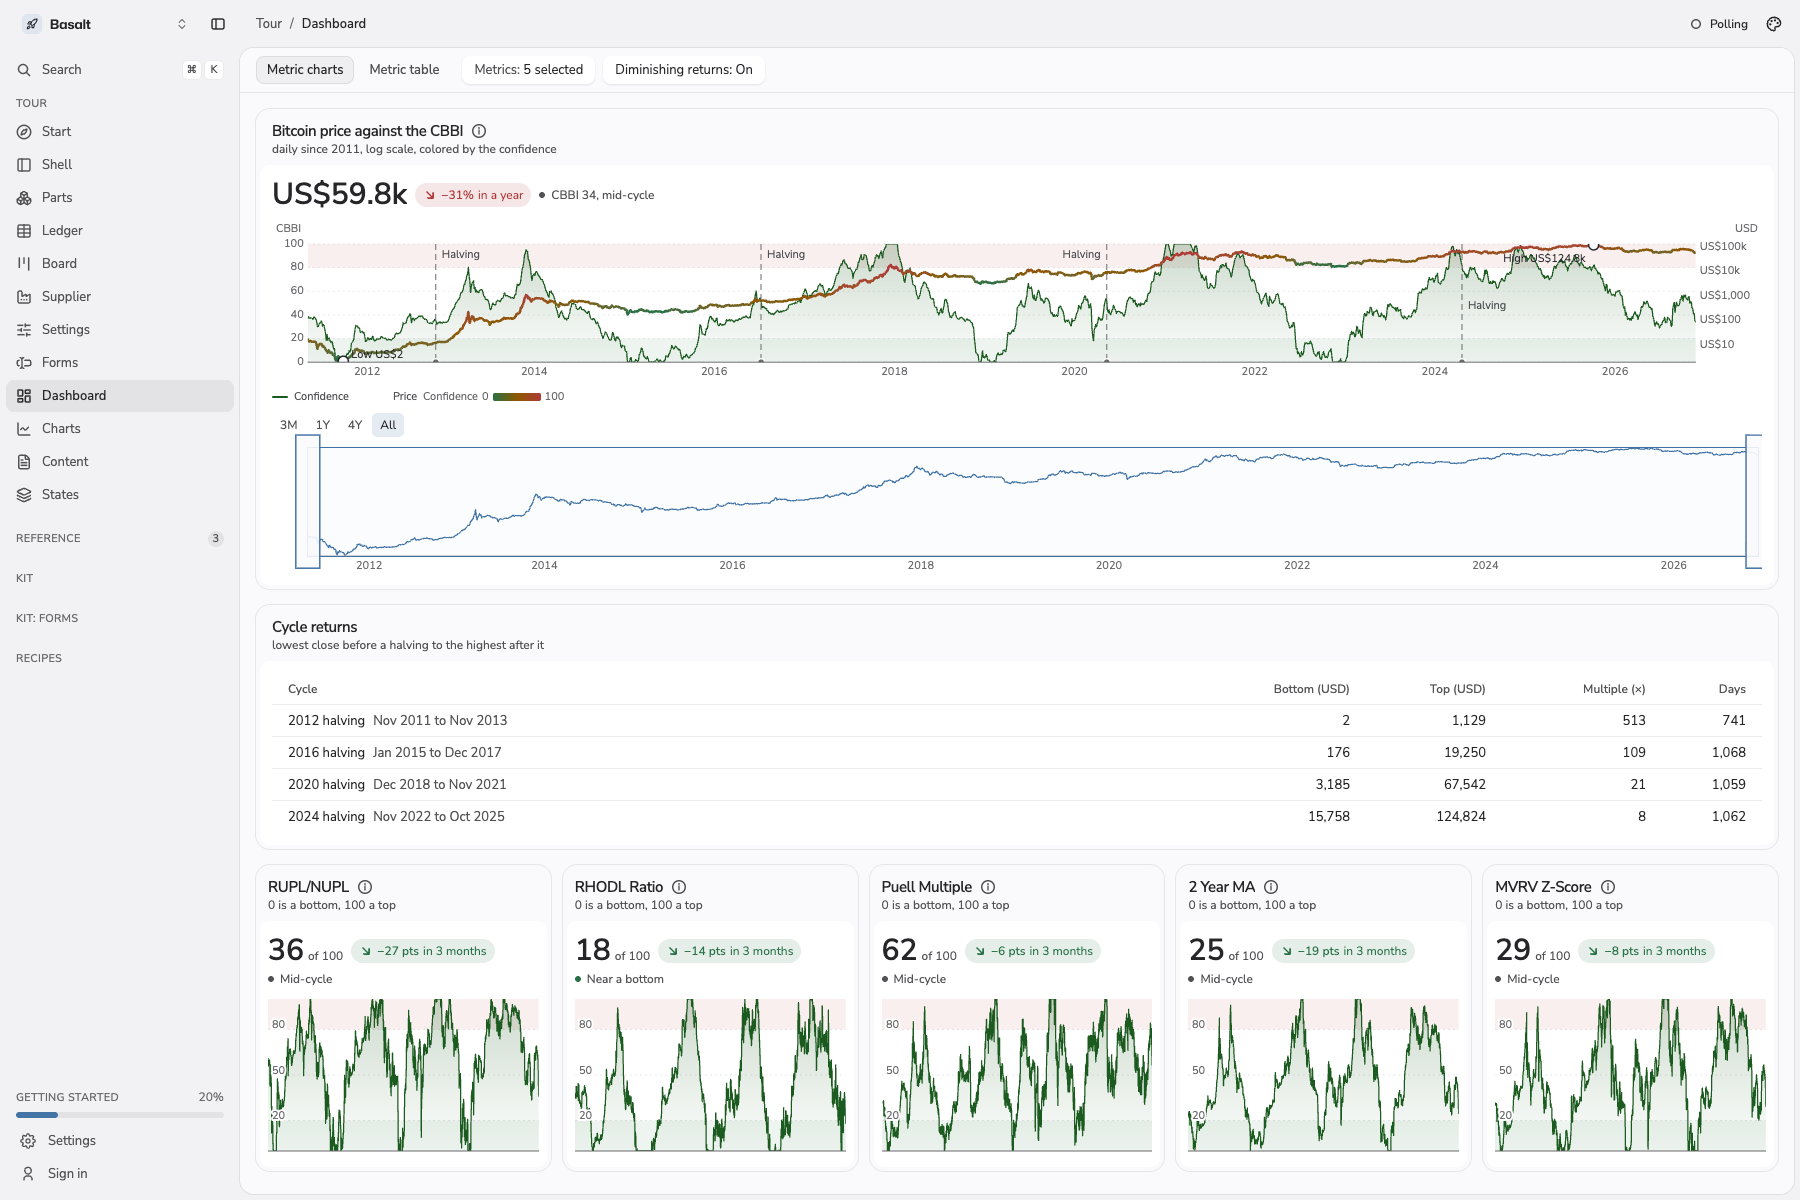 Basalt
Tour / Dashboard
Polling
Search
⌘ K
TOUR
Start
Shell
Parts
Ledger
Board
Supplier
Settings
Forms
Dashboard
Charts
Content
States
REFERENCE 3
KIT
KIT: FORMS
RECIPES
GETTING STARTED 20%
Settings
Sign in
Metric charts
Metric table
Metrics: 5 selected
Diminishing returns: On
Bitcoin price against the CBBI
daily since 2011, log scale, colored by the confidence
US$59.8k
−31% in a year
CBBI 34, mid-cycle
CBBI
USD
100
80
60
40
20
0
Halving
Halving
Halving
Halving
High US$124.8k
Low US$2
US$100k
US$10k
US$1,000
US$100
US$10
2012 2014 2016 2018 2020 2022 2024 2026
Confidence
Price Confidence 0 100
3M 1Y 4Y All
2012 2014 2016 2018 2020 2022 2024 2026
Cycle returns
lowest close before a halving to the highest after it
Cycle Bottom (USD) Top (USD) Multiple (×) Days
2012 halving Nov 2011 to Nov 2013 2 1,129 513 741
2016 halving Jan 2015 to Dec 2017 176 19,250 109 1,068
2020 halving Dec 2018 to Nov 2021 3,185 67,542 21 1,059
2024 halving Nov 2022 to Oct 2025 15,758 124,824 8 1,062
RUPL/NUPL
0 is a bottom, 100 a top
36 of 100
−27 pts in 3 months
Mid-cycle
80
50
20
RHODL Ratio
0 is a bottom, 100 a top
18 of 100
−14 pts in 3 months
Near a bottom
80
50
20
Puell Multiple
0 is a bottom, 100 a top
62 of 100
−6 pts in 3 months
Mid-cycle
80
50
20
2 Year MA
0 is a bottom, 100 a top
25 of 100
−19 pts in 3 months
Mid-cycle
80
50
20
MVRV Z-Score
0 is a bottom, 100 a top
29 of 100
−8 pts in 3 months
Mid-cycle
80
50
20